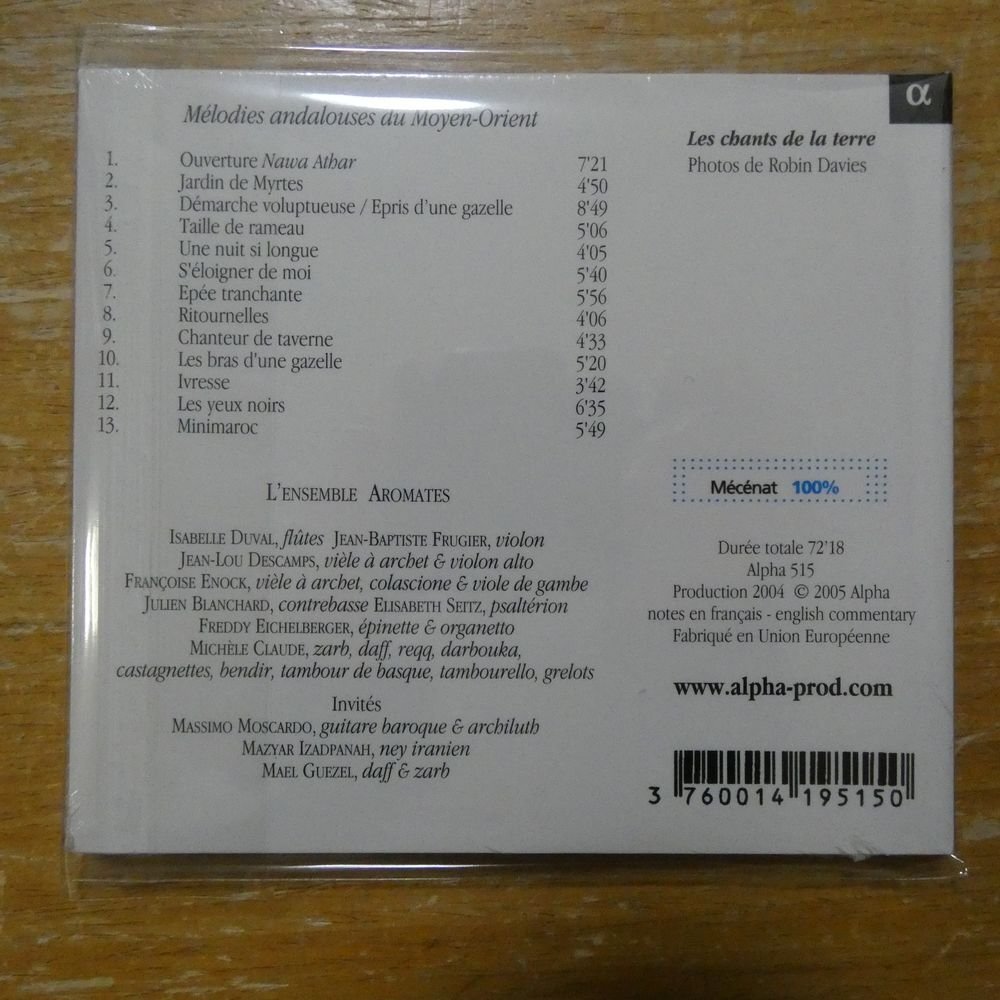 α
Mélodies andalouses du Moyen-Orient
1. Ouverture Nawa Athar 7'21
2. Jardin de Myrtes 4'50
3. Démarche voluptueuse / Epris d'une gazelle 8'49
4. Taille de rameau 5'06
5. Une nuit si longue 4'05
6. S'éloigner de moi 5'40
7. Epée tranchante 5'56
8. Ritournelles 4'06
9. Chanteur de taverne 4'33
10. Les bras d'une gazelle 5'20
11. Ivresse 3'42
12. Les yeux noirs 6'35
13. Minimaroc 5'49
L'ENSEMBLE AROMATES
ISABELLE DUVAL, flûtes JEAN-BAPTISTE FRUGIER, violon
JEAN-LOU DESCAMPS, vièle à archet & violon alto
FRANÇOISE ENOCK, vièle à archet, colascione & viole de gambe
JULIEN BLANCHARD, contrebasse ELISABETH SEITZ, psaltérion
FREDDY EICHELBERGER, épinette & organetto
MICHÈLE CLAUDE, zarb, daff, reqq, darbouka,
castagnettes, bendir, tambour de basque, tambourello, grelots
Invités
MASSIMO MOSCARDO, guitare baroque & archiluth
MAZYAR IZADPANAH, ney iranien
MAEL GUEZEL, daff & zarb
Les chants de la terre
Photos de Robin Davies
Mécénat 100%
Durée totale 72'18
Alpha 515
Production 2004 © 2005 Alpha
notes en français - english commentary
Fabriqué en Union Européenne
www.alpha-prod.com
3 760014 195150